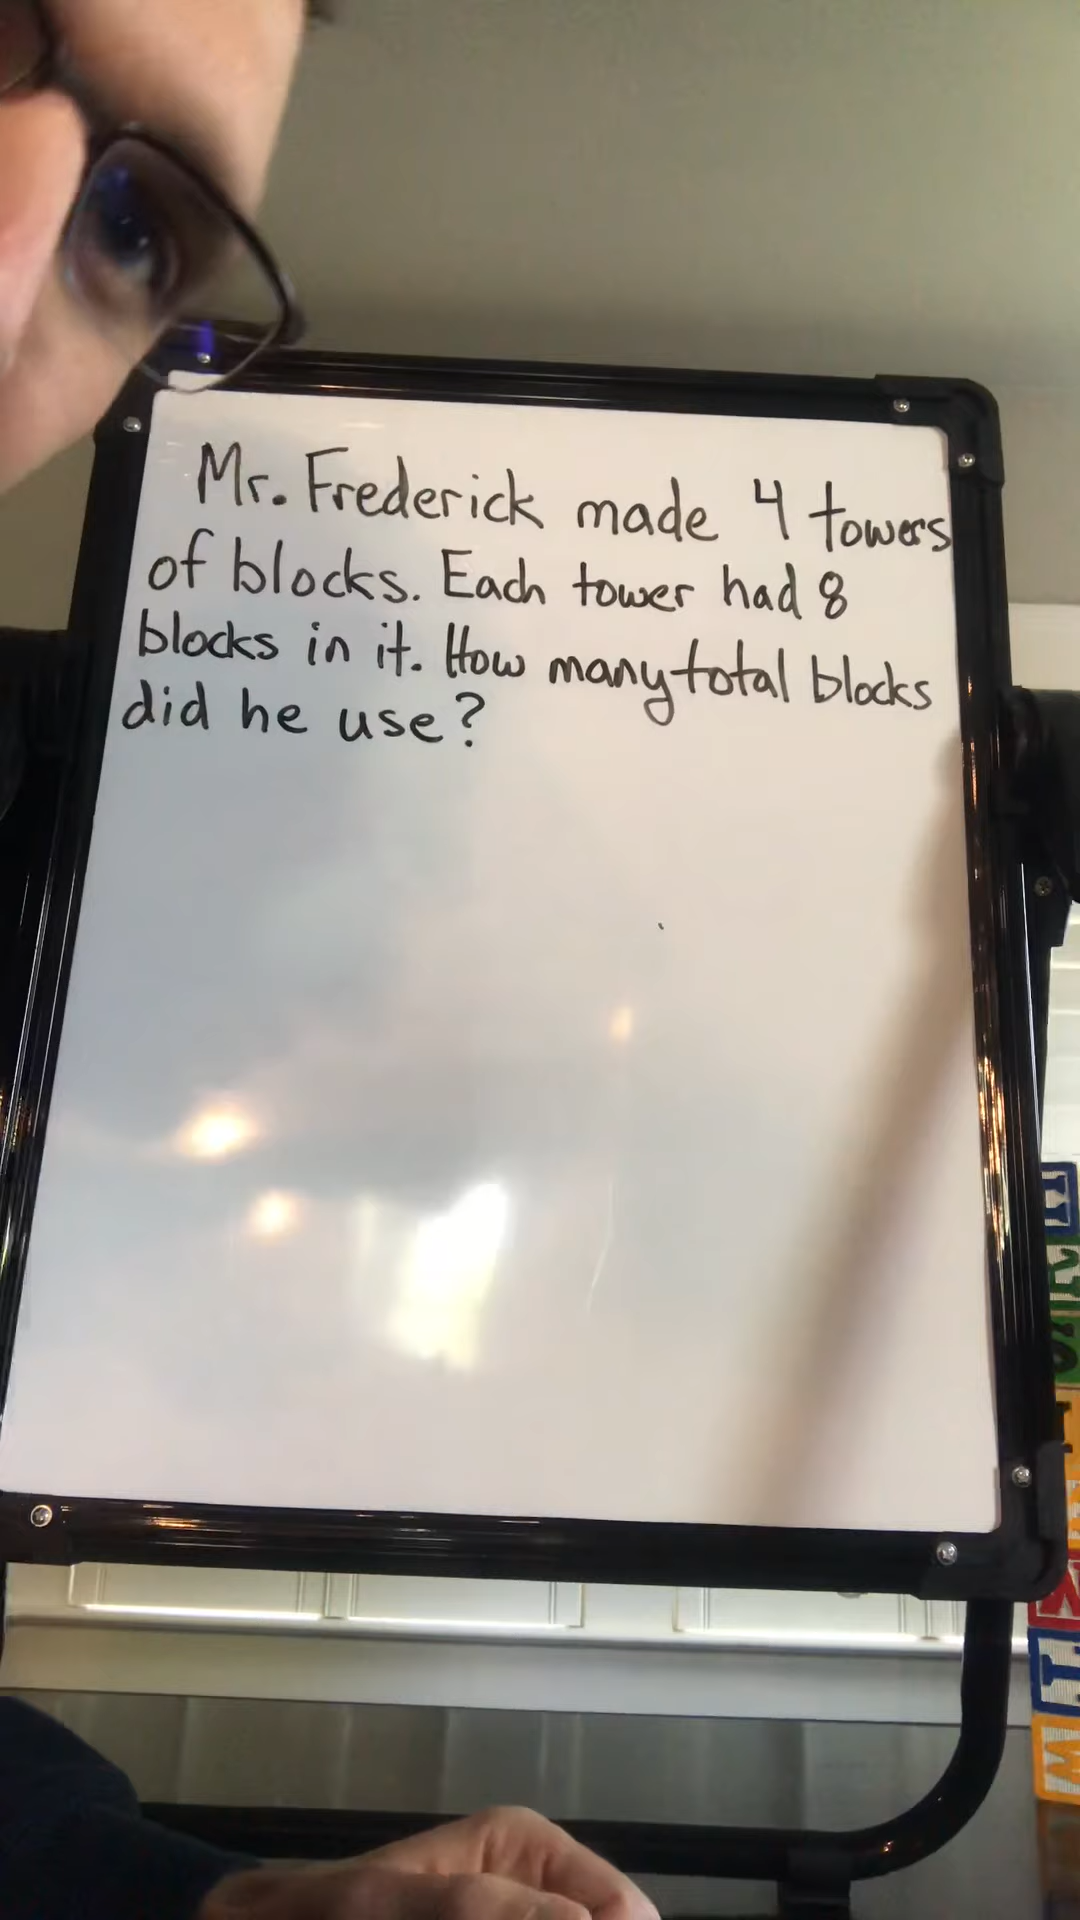 Mr. Frederick made 4 towers
of blocks. Each tower had 8
blocks in it. How many total blocks
did he use?